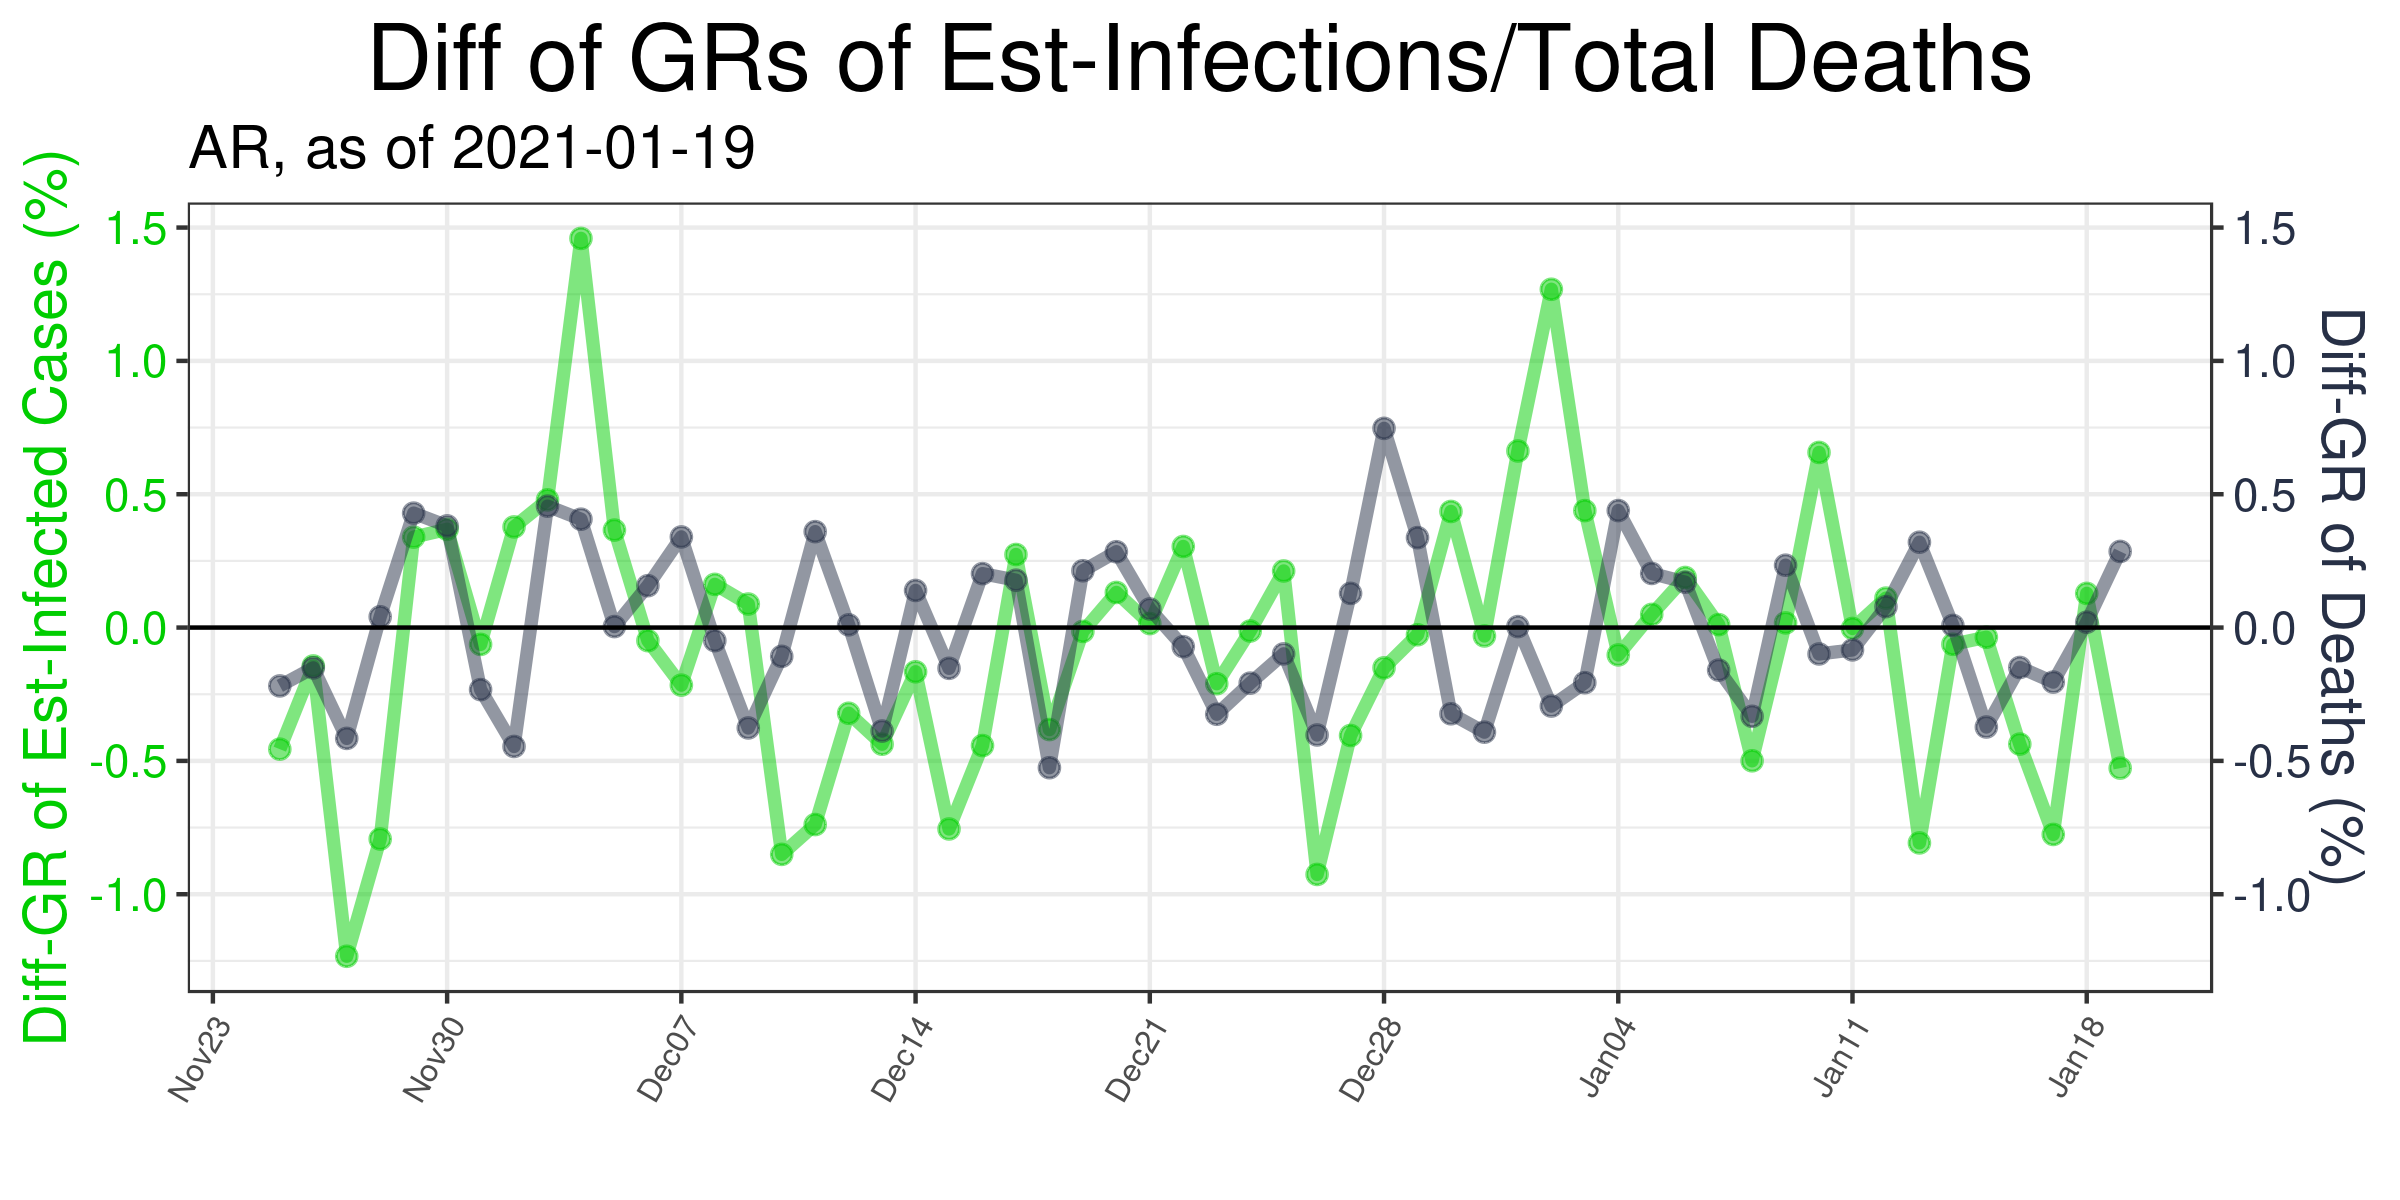 Diff of GRs of Est-Infections/Total Deaths
AR, as of 2021-01-19
Diff-GR of Est-Infected Cases (%)
1.5
1.0
0.5
0.0
-0.5
-1.0
1.5
1.0
0.5
0.0
-0.5
-1.0
Diff-GR of Deaths (%)
Nov23
Nov30
Dec07
Dec14
Dec21
Dec28
Jan04
Jan11
Jan18